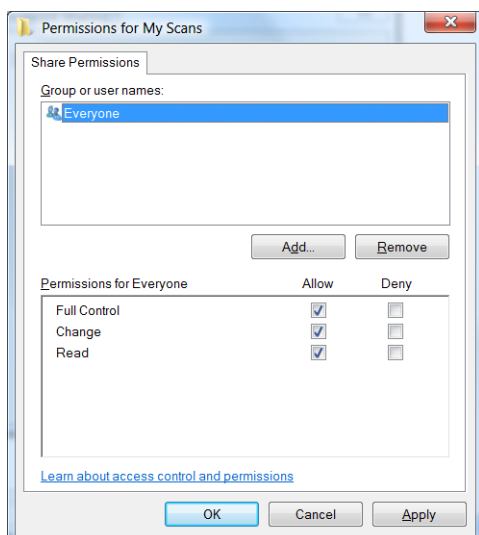 Permissions for My Scans
Share Permissions
Group or user names:
Everyone
Add...
Remove
Permissions for Everyone Allow Deny
Full Control
Change
Read
Learn about access control and permissions
OK Cancel Apply